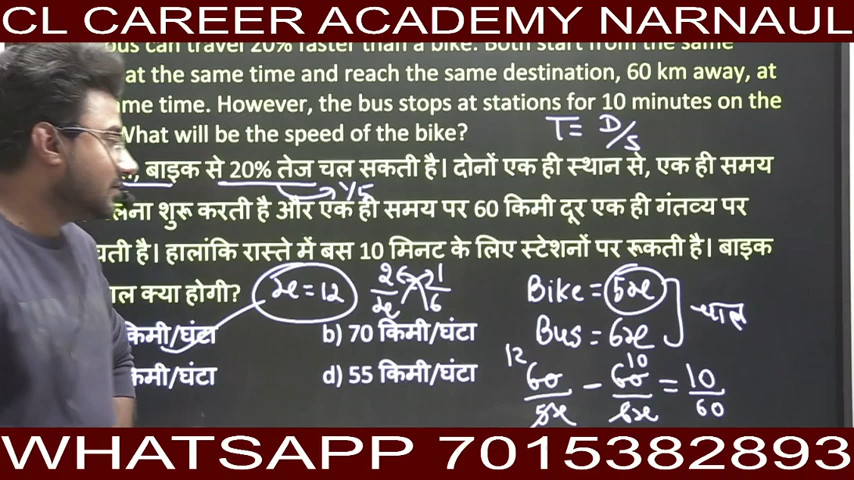 CL CAREER ACADEMY NARNAUL
bus can travel 20% faster than a bike. Both start from the same
at the same time and reach the same destination, 60 km away, at
ame time. However, the bus stops at stations for 10 minutes on the
What will be the speed of the bike?
T = D/S
बाइक से 20% तेज चल सकती है। दोनों एक ही स्थान से, एक ही समय
1/5
लना शुरू करती है और एक ही समय पर 60 किमी दूर एक ही गंतव्य पर
चती है। हालांकि रास्ते में बस 10 मिनट के लिए स्टेशनों पर रूकती है। बाइक
ाल क्या होगी?
x = 12
2/x 1/6
Bike = 5x
Bus = 6x
चाल
किमी/घंटा
b) 70 किमी/घंटा
केमी/घंटा
d) 55 किमी/घंटा
12 10
60/5x - 60/6x = 10/60
WHATSAPP 7015382893